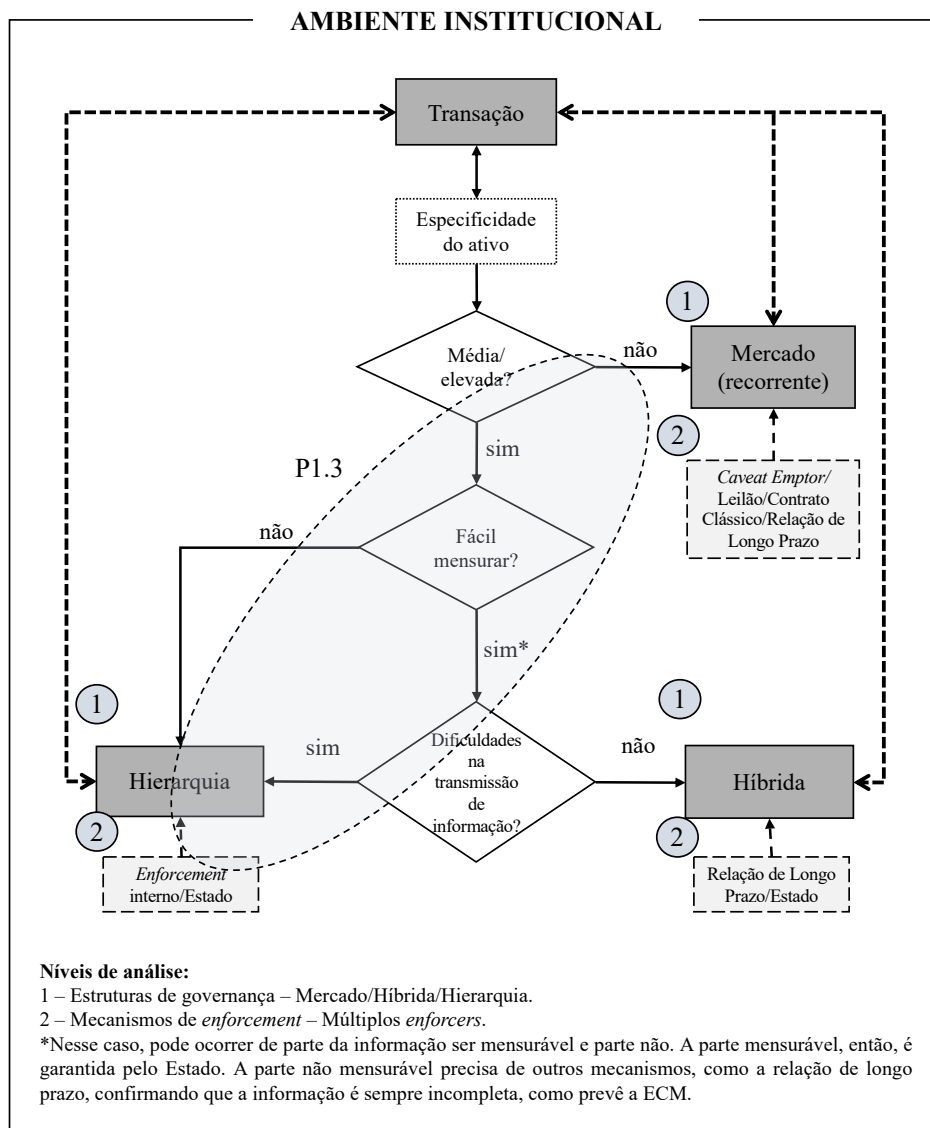 AMBIENTE INSTITUCIONAL
Transação
Especificidade
do ativo
1
Média/
elevada?
não
Mercado
(recorrente)
2
sim
P1.3
Caveat Emptor/
Leilão/Contrato
Clássico/Relação de
Longo Prazo
não
Fácil
mensurar?
sim*
1
1
sim
Dificuldades
na
transmissão
de
informação?
não
Hierarquia
Híbrida
2
2
Enforcement
interno/Estado
Relação de Longo
Prazo/Estado
Níveis de análise:
1 – Estruturas de governança – Mercado/Híbrida/Hierarquia.
2 – Mecanismos de enforcement – Múltiplos enforcers.
*Nesse caso, pode ocorrer de parte da informação ser mensurável e parte não. A parte mensurável, então, é
garantida pelo Estado. A parte não mensurável precisa de outros mecanismos, como a relação de longo
prazo, confirmando que a informação é sempre incompleta, como prevê a ECM.